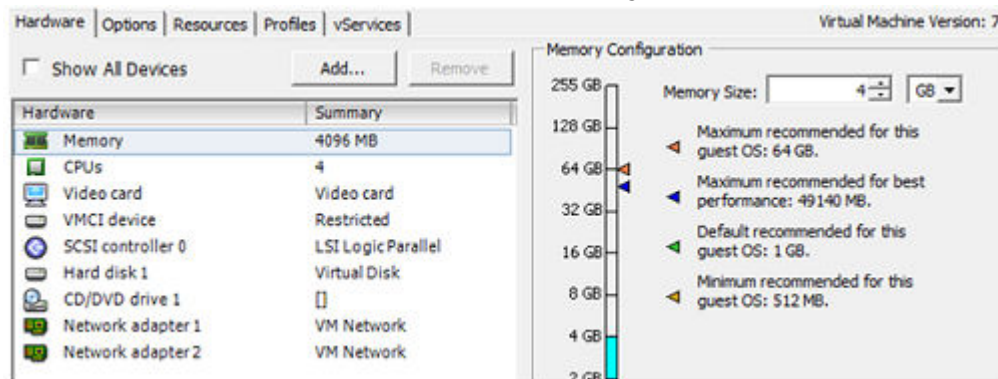 Hardware Options Resources Profiles vServices Virtual Machine Version: 7
Show All Devices Add... Remove
Hardware Summary
Memory 4096 MB
CPUs 4
Video card Video card
VMCI device Restricted
SCSI controller 0 LSI Logic Parallel
Hard disk 1 Virtual Disk
CD/DVD drive 1 []
Network adapter 1 VM Network
Network adapter 2 VM Network
Memory Configuration
Memory Size: 4 GB
255 GB
128 GB
64 GB
32 GB
16 GB
8 GB
4 GB
2 GB
Maximum recommended for this
guest OS: 64 GB.
Maximum recommended for best
performance: 49140 MB.
Default recommended for this
guest OS: 1 GB.
Minimum recommended for this
guest OS: 512 MB.